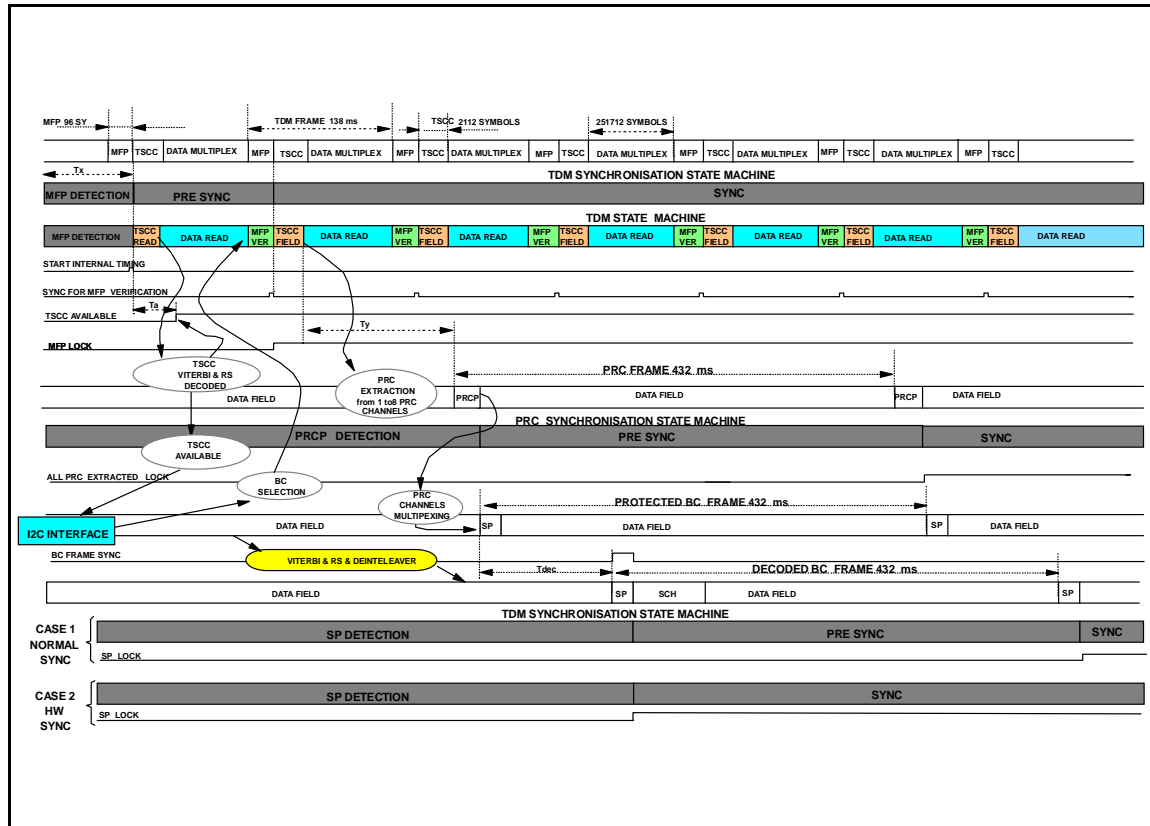 MFP 96 SY
TDM FRAME 138 ms
TSCC 2112 SYMBOLS
251712 SYMBOLS
MFP TSCC DATA MULTIPLEX MFP TSCC DATA MULTIPLEX MFP TSCC DATA MULTIPLEX MFP TSCC DATA MULTIPLEX MFP TSCC DATA MULTIPLEX MFP TSCC DATA MULTIPLEX MFP TSCC
Tx
TDM SYNCHRONISATION STATE MACHINE
MFP DETECTION PRE SYNC SYNC
TDM STATE MACHINE
MFP DETECTION TSCC READ DATA READ MFP VER TSCC FIELD DATA READ MFP VER TSCC FIELD DATA READ MFP VER TSCC FIELD DATA READ MFP VER TSCC FIELD DATA READ MFP VER TSCC FIELD DATA READ MFP VER TSCC FIELD DATA READ
START INTERNAL TIMING
SYNC FOR MFP VERIFICATION
Ta
TSCC AVAILABLE
Ty
MFP LOCK
TSCC
VITERBI & RS
DECODED
PRC
EXTRACTION
from 1 to8 PRC
CHANNELS
PRC FRAME 432 ms
DATA FIELD PRCP DATA FIELD PRCP DATA FIELD
PRC SYNCHRONISATION STATE MACHINE
PRCP DETECTION PRE SYNC SYNC
TSCC
AVAILABLE
ALL PRC EXTRACTED LOCK
BC
SELECTION
PRC
CHANNELS
MULTIPEXING
PROTECTED BC FRAME 432 ms
I2C INTERFACE
DATA FIELD SP DATA FIELD SP DATA FIELD
BC FRAME SYNC
VITERBI & RS & DEINTELEAVER
Tdec
DECODED BC FRAME 432 ms
DATA FIELD SP SCH DATA FIELD SP
TDM SYNCHRONISATION STATE MACHINE
CASE 1
NORMAL
SYNC
SP DETECTION PRE SYNC SYNC
SP LOCK
CASE 2
HW
SYNC
SP DETECTION SYNC
SP LOCK